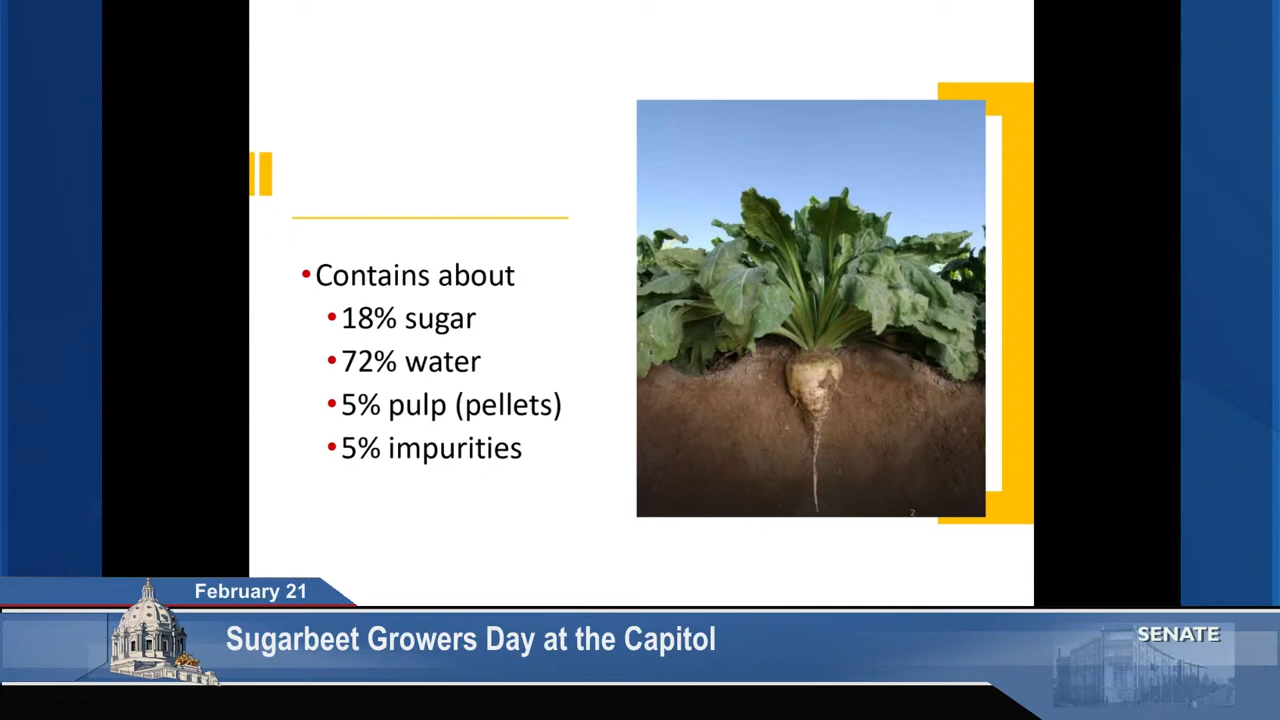 •Contains about
•18% sugar
•72% water
•5% pulp (pellets)
•5% impurities
2
February 21
Sugarbeet Growers Day at the Capitol
SENATE